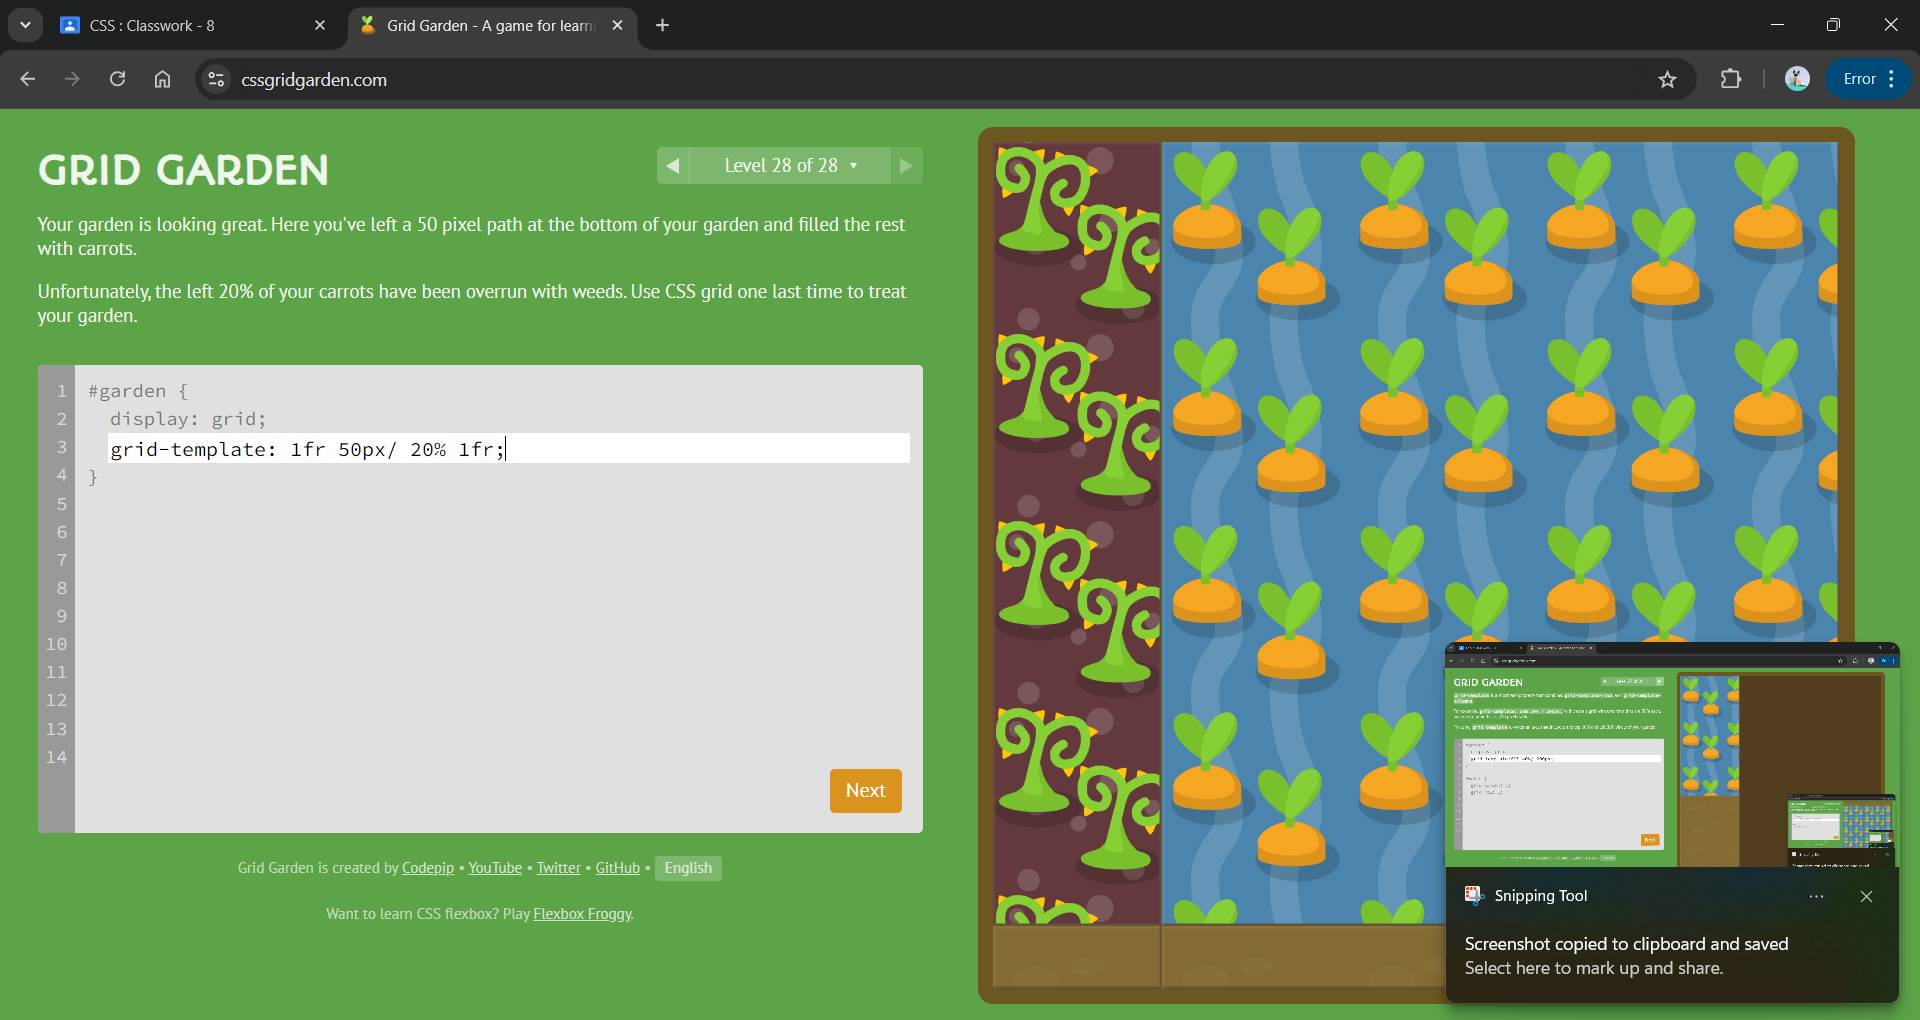 CSS : Classwork - 8
Grid Garden - A game for learni
cssgridgarden.com
Error
GRID GARDEN
Level 28 of 28
Your garden is looking great. Here you've left a 50 pixel path at the bottom of your garden and filled the rest
with carrots.
Unfortunately, the left 20% of your carrots have been overrun with weeds. Use CSS grid one last time to treat
your garden.
1 #garden {
2 display: grid;
3 grid-template: 1fr 50px/ 20% 1fr;
4 }
5
6
7
8
9
10
11
12
13
14
Next
Grid Garden is created by Codepip • YouTube • Twitter • GitHub • English
Want to learn CSS flexbox? Play Flexbox Froggy.
GRID GARDEN
Snipping Tool
Screenshot copied to clipboard and saved
Select here to mark up and share.